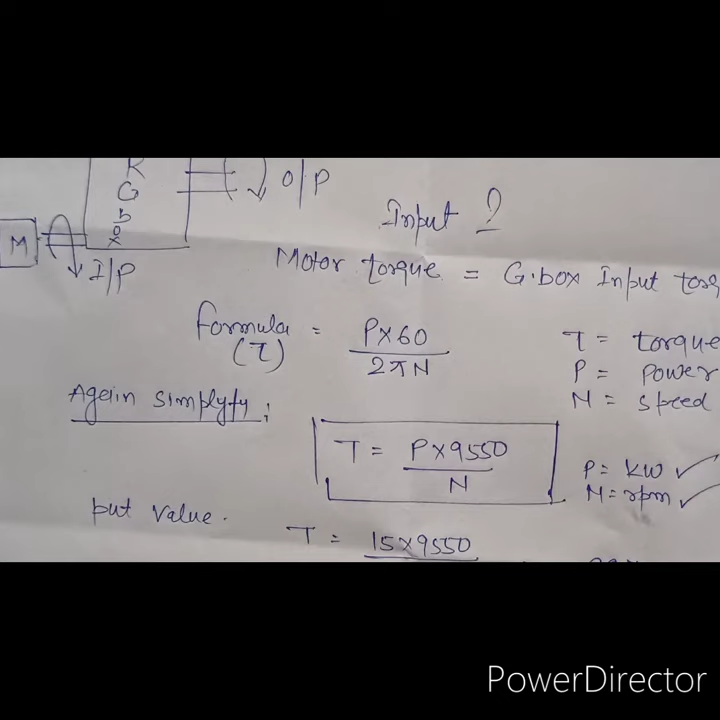 K
G
b
o
x
O/P
M
I/P
Input ?
Motor torque = G.box Input torq
formula (T) = P×60 / 2πN
T = torque
P = Power
N = Speed
Again simplyfy :
T = P×9550 / N
P = kW ✓
N = rpm ✓
put value.
T = 15×9550
PowerDirector